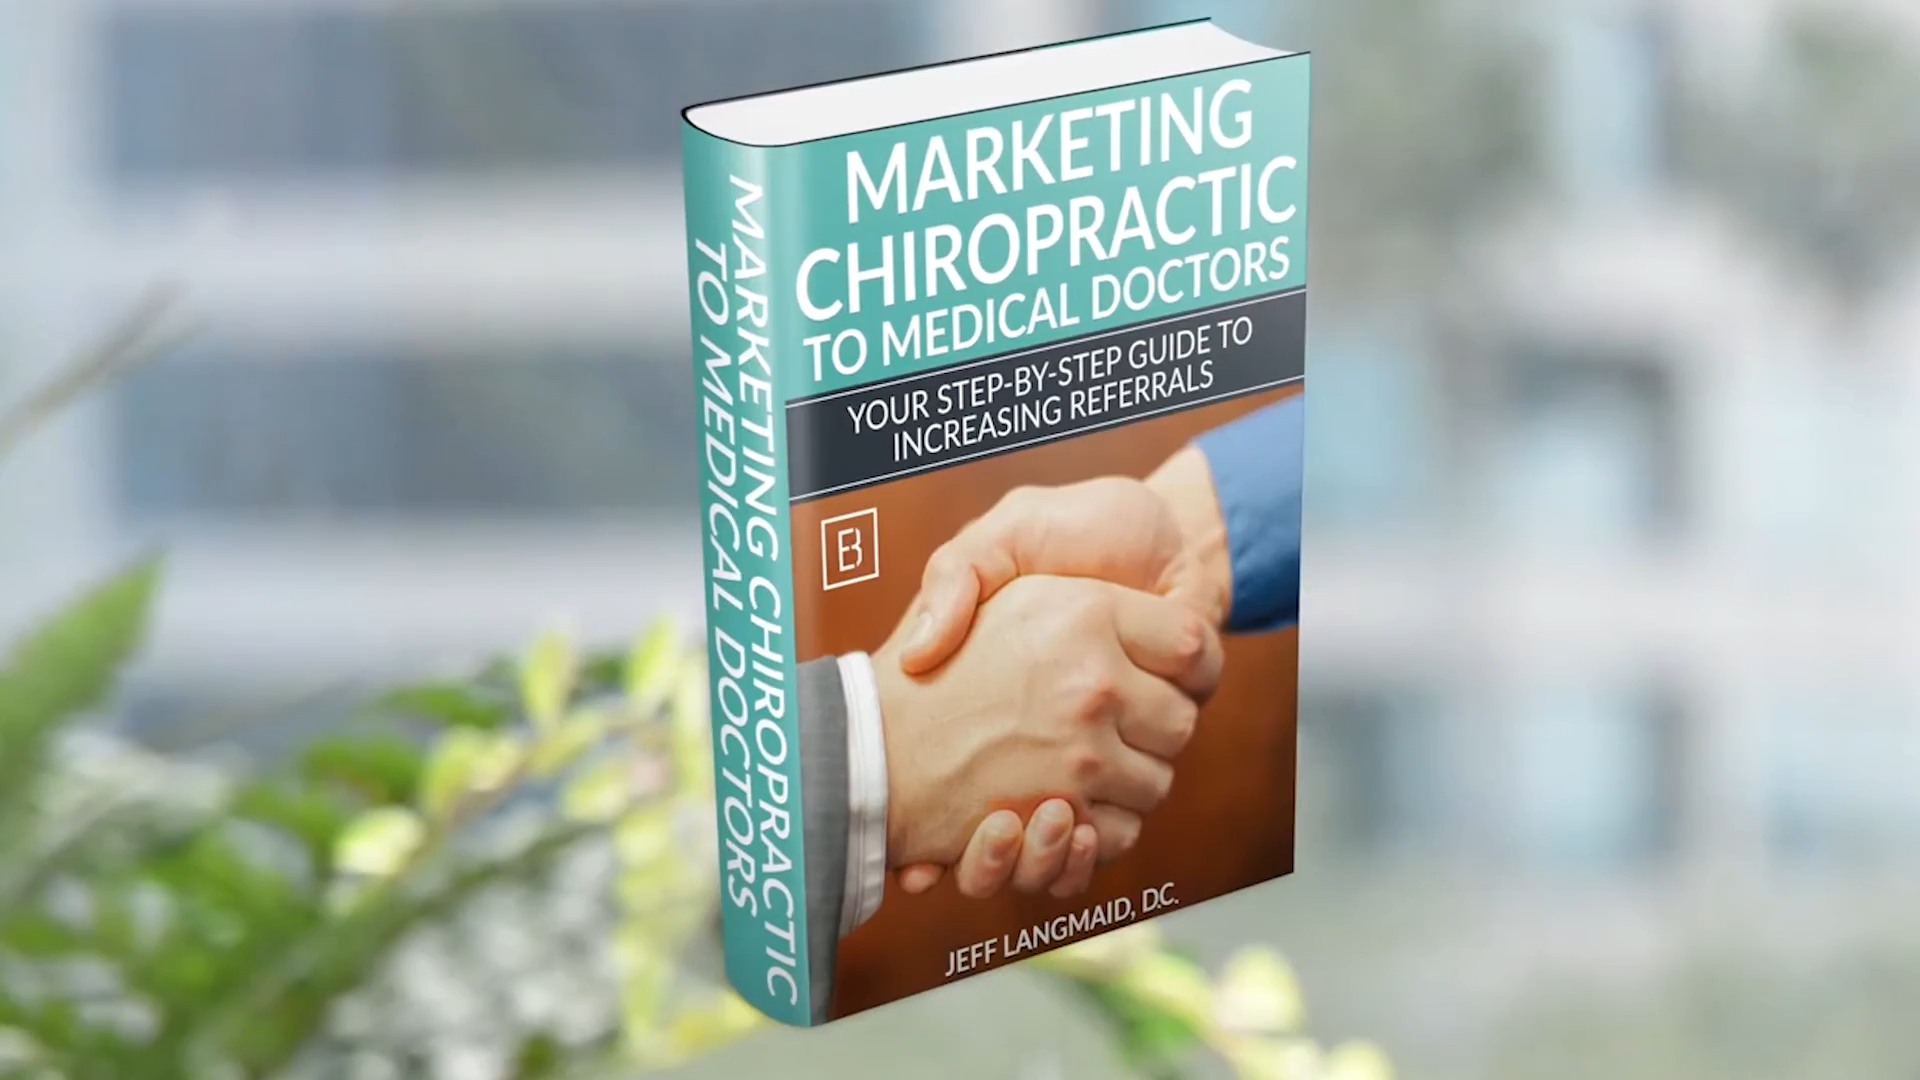 MARKETING
CHIROPRACTIC
TO MEDICAL DOCTORS
YOUR STEP-BY-STEP GUIDE TO
INCREASING REFERRALS
B
JEFF LANGMAID, D.C.
MARKETING CHIROPRACTIC
TO MEDICAL DOCTORS